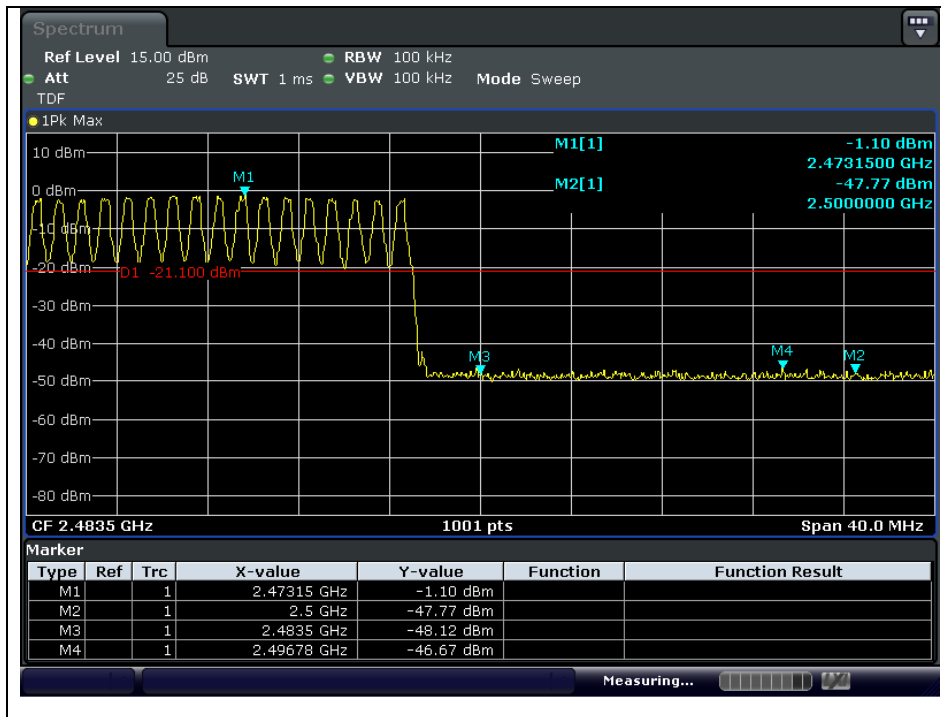 Spectrum
Ref Level 15.00 dBm RBW 100 kHz
Att 25 dB SWT 1 ms VBW 100 kHz Mode Sweep
TDF
1Pk Max
M1[1] -1.10 dBm
2.4731500 GHz
M2[1] -47.77 dBm
2.5000000 GHz
10 dBm
M1
0 dBm
-10 dBm
-20 dBm
D1 -21.100 dBm
-30 dBm
-40 dBm
M3
M4
M2
-50 dBm
-60 dBm
-70 dBm
-80 dBm
CF 2.4835 GHz 1001 pts Span 40.0 MHz
Marker
Type Ref Trc X-value Y-value Function Function Result
M1 1 2.47315 GHz -1.10 dBm
M2 1 2.5 GHz -47.77 dBm
M3 1 2.4835 GHz -48.12 dBm
M4 1 2.49678 GHz -46.67 dBm
Measuring...